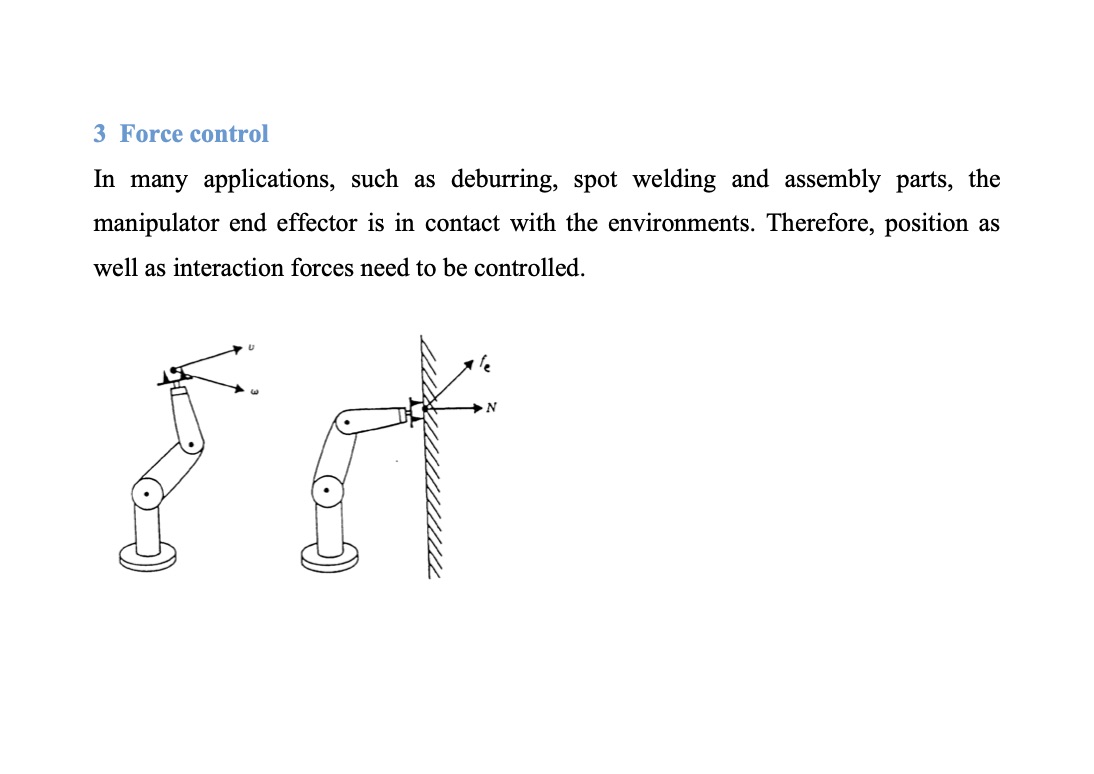 3 Force control
In many applications, such as deburring, spot welding and assembly parts, the
manipulator end effector is in contact with the environments. Therefore, position as
well as interaction forces need to be controlled.
υ
ω
fe
N